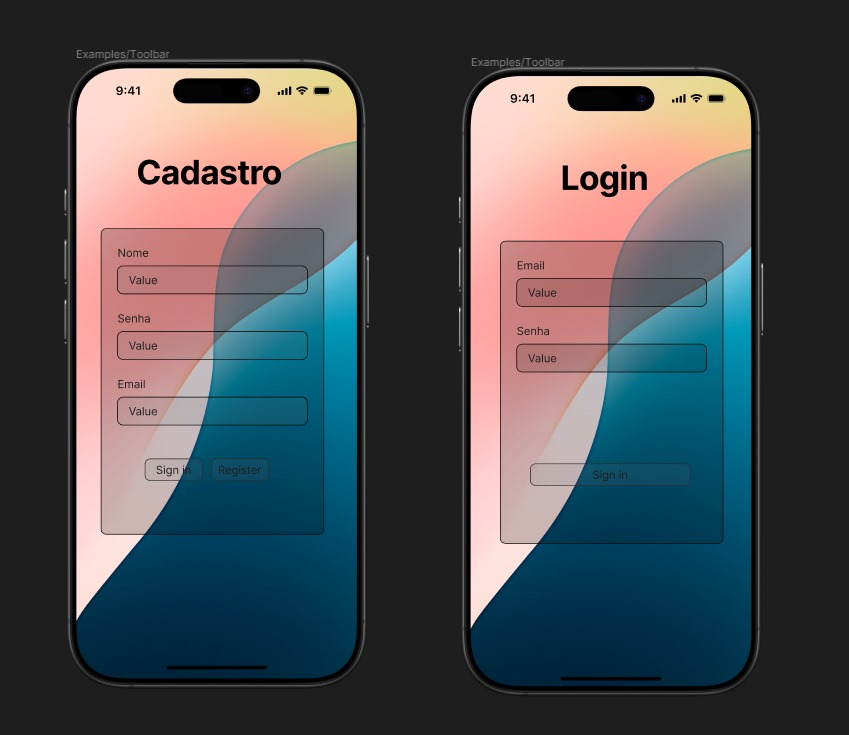 Examples/Toolbar
9:41
Cadastro
Nome
Value
Senha
Value
Email
Value
Sign in
Register
Examples/Toolbar
9:41
Login
Email
Value
Senha
Value
Sign in